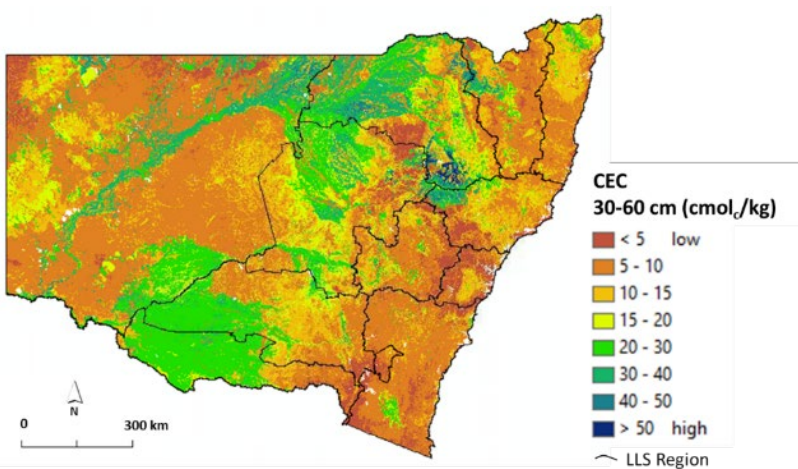 CEC
30-60 cm (cmolc/kg)
< 5 low
5 - 10
10 - 15
15 - 20
20 - 30
30 - 40
40 - 50
> 50 high
LLS Region
N
0 300 km